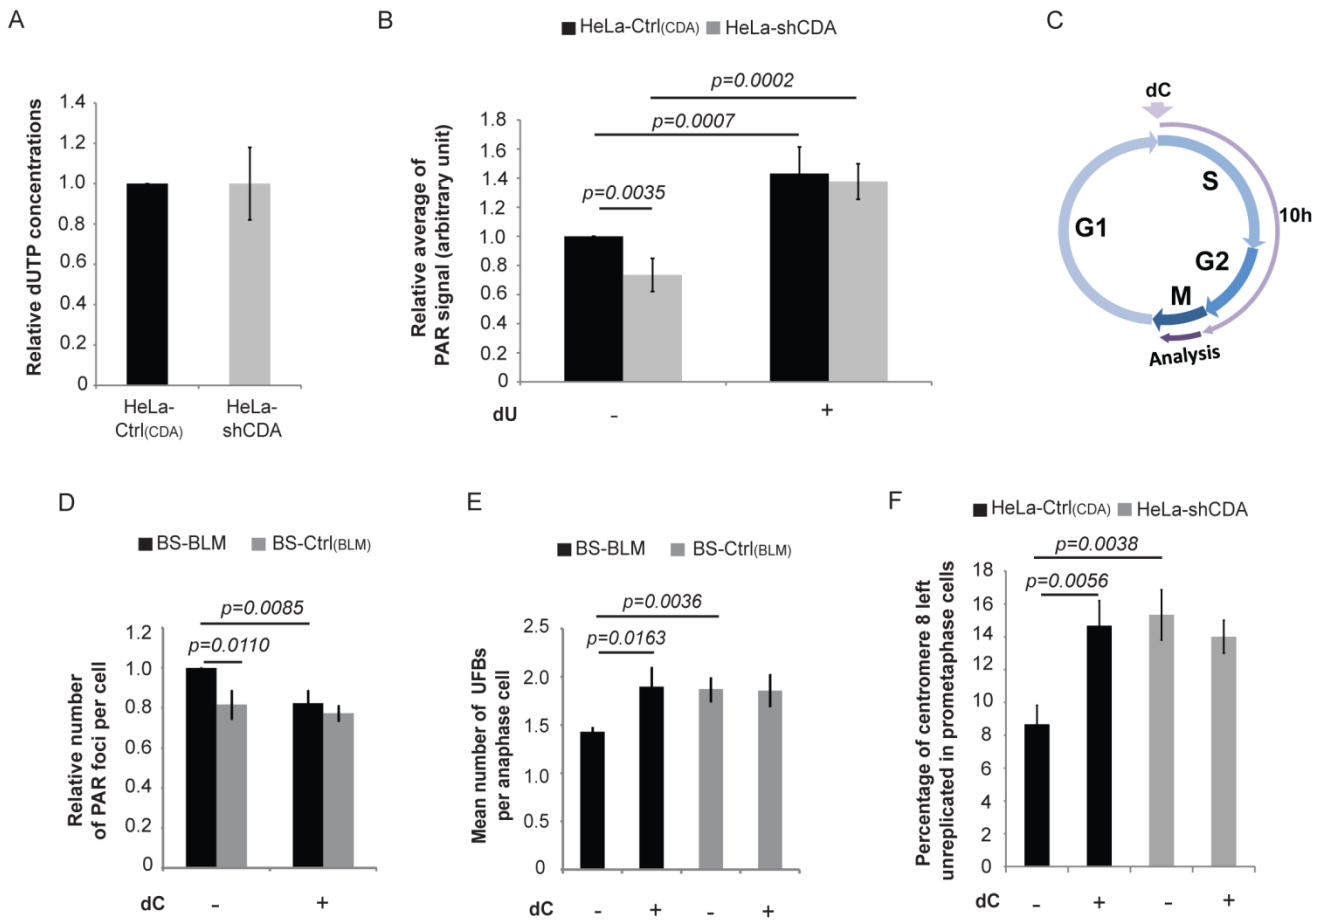 A
Relative dUTP concentrations
1.4
1.2
1.0
0.8
0.6
0.4
0.2
0
HeLa-
Ctrl(CDA)
HeLa-
shCDA
B
HeLa-Ctrl(CDA) HeLa-shCDA
Relative average of
PAR signal (arbitrary unit)
p=0.0002
p=0.0007
p=0.0035
1.8
1.6
1.4
1.2
1.0
0.8
0.6
0.4
0.2
0
dU - +
C
dC
S
G1
10h
G2
M
Analysis
D
BS-BLM BS-Ctrl(BLM)
Relative number
of PAR foci per cell
p=0.0085
p=0.0110
1.2
1.0
0.8
0.6
0.4
0.2
0
dC - +
E
BS-BLM BS-Ctrl(BLM)
Mean number of UFBs
per anaphase cell
p=0.0036
p=0.0163
2.5
2.0
1.5
1.0
0.5
0
dC - + - +
F
HeLa-Ctrl(CDA) HeLa-shCDA
Percentage of centromere 8 left
unreplicated in prometaphase cells
p=0.0038
p=0.0056
18
16
14
12
10
8
6
4
2
0
dC - + - +